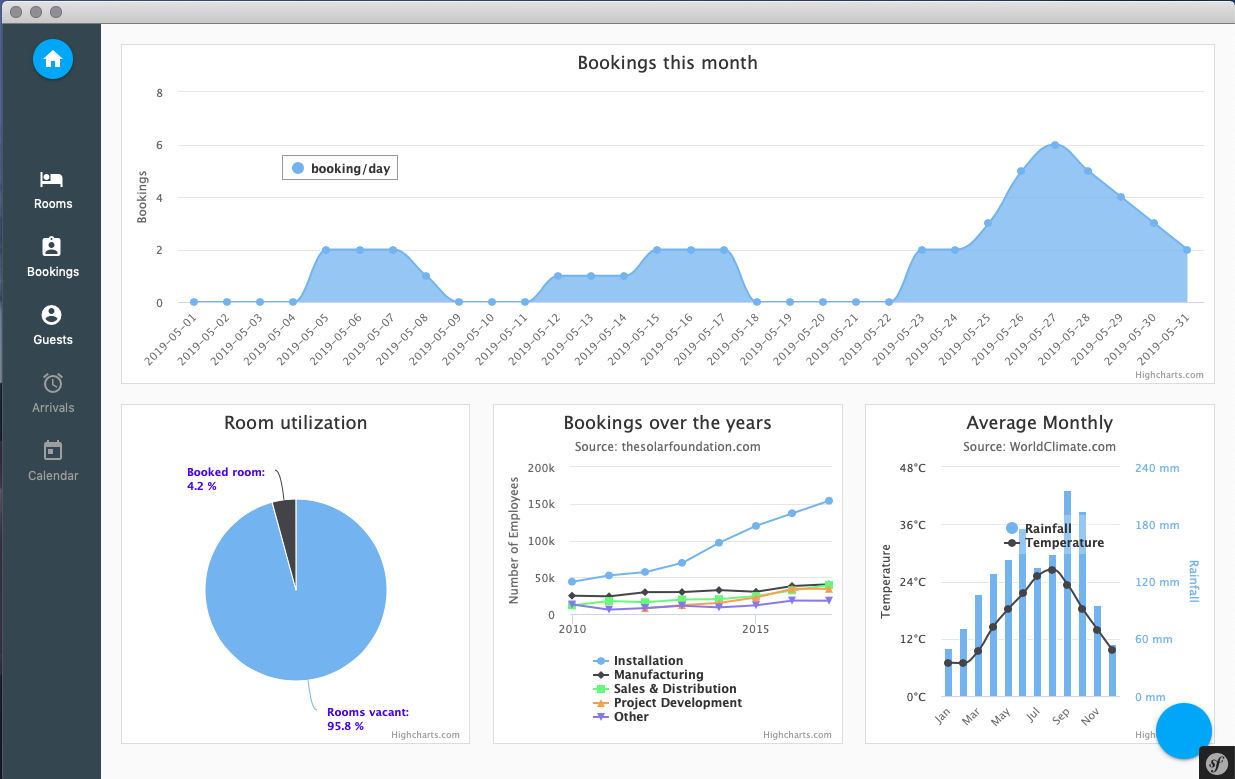 Bookings this month
Bookings
8
6
4
2
0
booking/day
2019-05-01
2019-05-02
2019-05-03
2019-05-04
2019-05-05
2019-05-06
2019-05-07
2019-05-08
2019-05-09
2019-05-10
2019-05-11
2019-05-12
2019-05-13
2019-05-14
2019-05-15
2019-05-16
2019-05-17
2019-05-18
2019-05-19
2019-05-20
2019-05-21
2019-05-22
2019-05-23
2019-05-24
2019-05-25
2019-05-26
2019-05-27
2019-05-28
2019-05-29
2019-05-30
2019-05-31
Highcharts.com
Rooms
Bookings
Guests
Arrivals
Calendar
Room utilization
Booked room:
4.2 %
Rooms vacant:
95.8 %
Highcharts.com
Bookings over the years
Source: thesolarfoundation.com
Number of Employees
200k
150k
100k
50k
0
2010
2015
Installation
Manufacturing
Sales & Distribution
Project Development
Other
Highcharts.com
Average Monthly
Source: WorldClimate.com
Temperature
48°C
36°C
24°C
12°C
0°C
Rainfall
Temperature
240 mm
180 mm
120 mm
60 mm
0 mm
Rainfall
Jan
Mar
May
Jul
Sep
Nov
High
sf